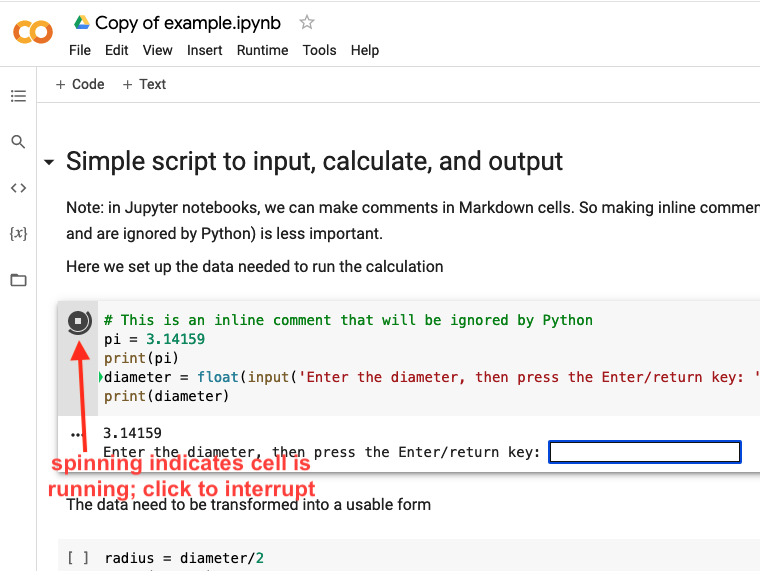 Copy of example.ipynb
File Edit View Insert Runtime Tools Help
+ Code + Text
Simple script to input, calculate, and output
Note: in Jupyter notebooks, we can make comments in Markdown cells. So making inline commen
and are ignored by Python) is less important.
Here we set up the data needed to run the calculation
# This is an inline comment that will be ignored by Python
pi = 3.14159
print(pi)
diameter = float(input('Enter the diameter, then press the Enter/return key: '
print(diameter)
3.14159
Enter the diameter, then press the Enter/return key:
spinning indicates cell is
running; click to interrupt
The data need to be transformed into a usable form
[ ] radius = diameter/2